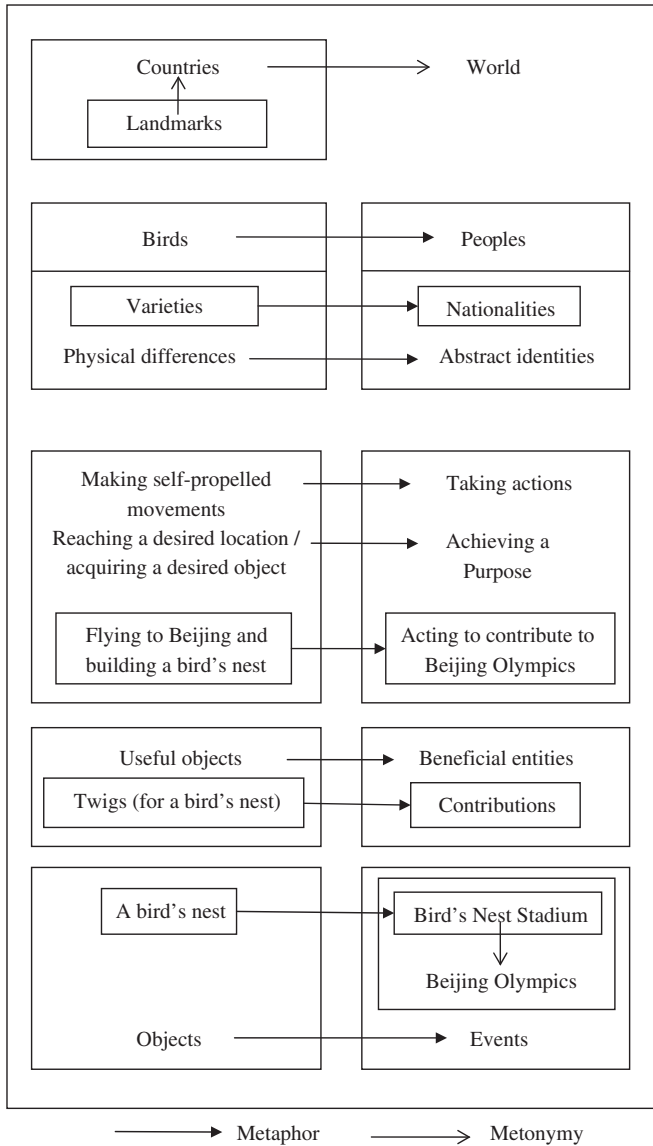 Countries World
Landmarks
Birds Peoples
Varieties Nationalities
Physical differences Abstract identities
Making self-propelled
movements
Taking actions
Reaching a desired location /
acquiring a desired object
Achieving a
Purpose
Flying to Beijing and
building a bird’s nest
Acting to contribute to
Beijing Olympics
Useful objects Beneficial entities
Twigs (for a bird’s nest) Contributions
A bird’s nest Bird’s Nest Stadium
Beijing Olympics
Objects Events
Metaphor Metonymy